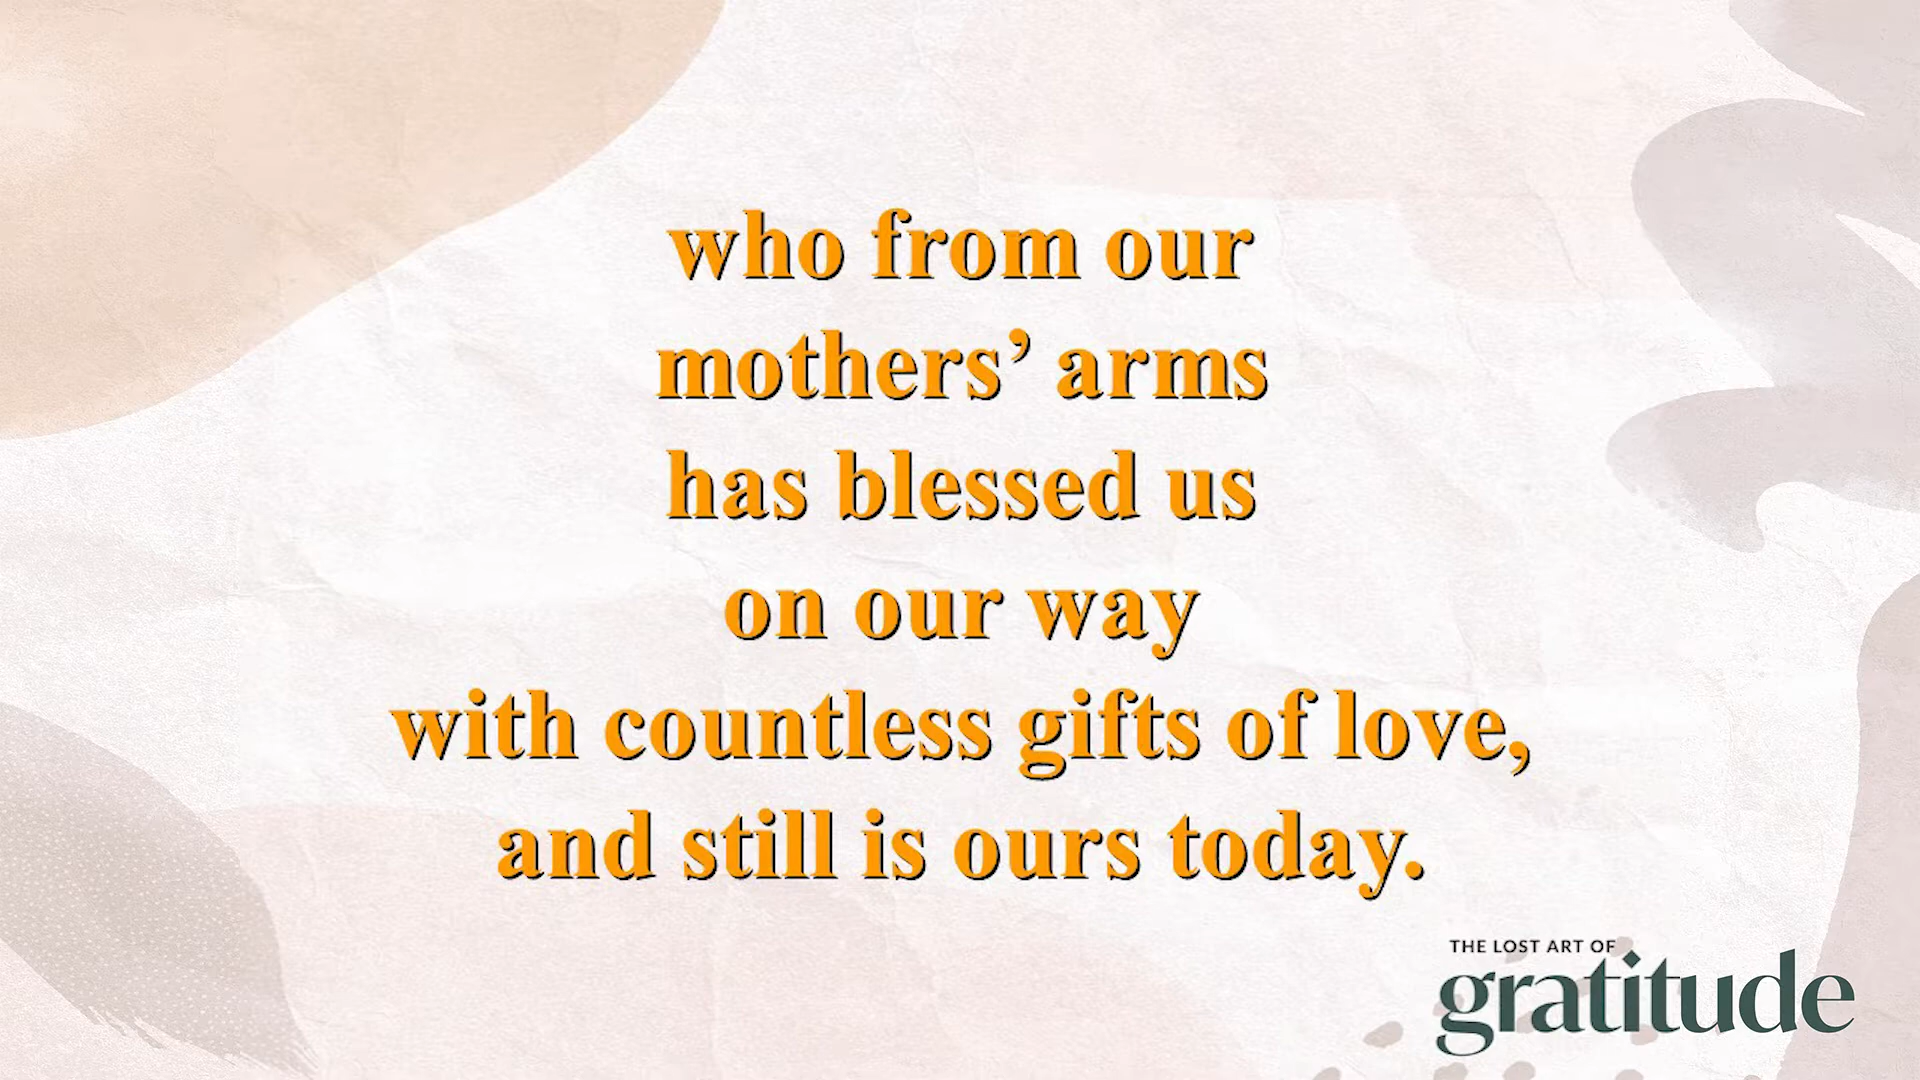 who from our
mothers’ arms
has blessed us
on our way
with countless gifts of love,
and still is ours today.
THE LOST ART OF
gratitude